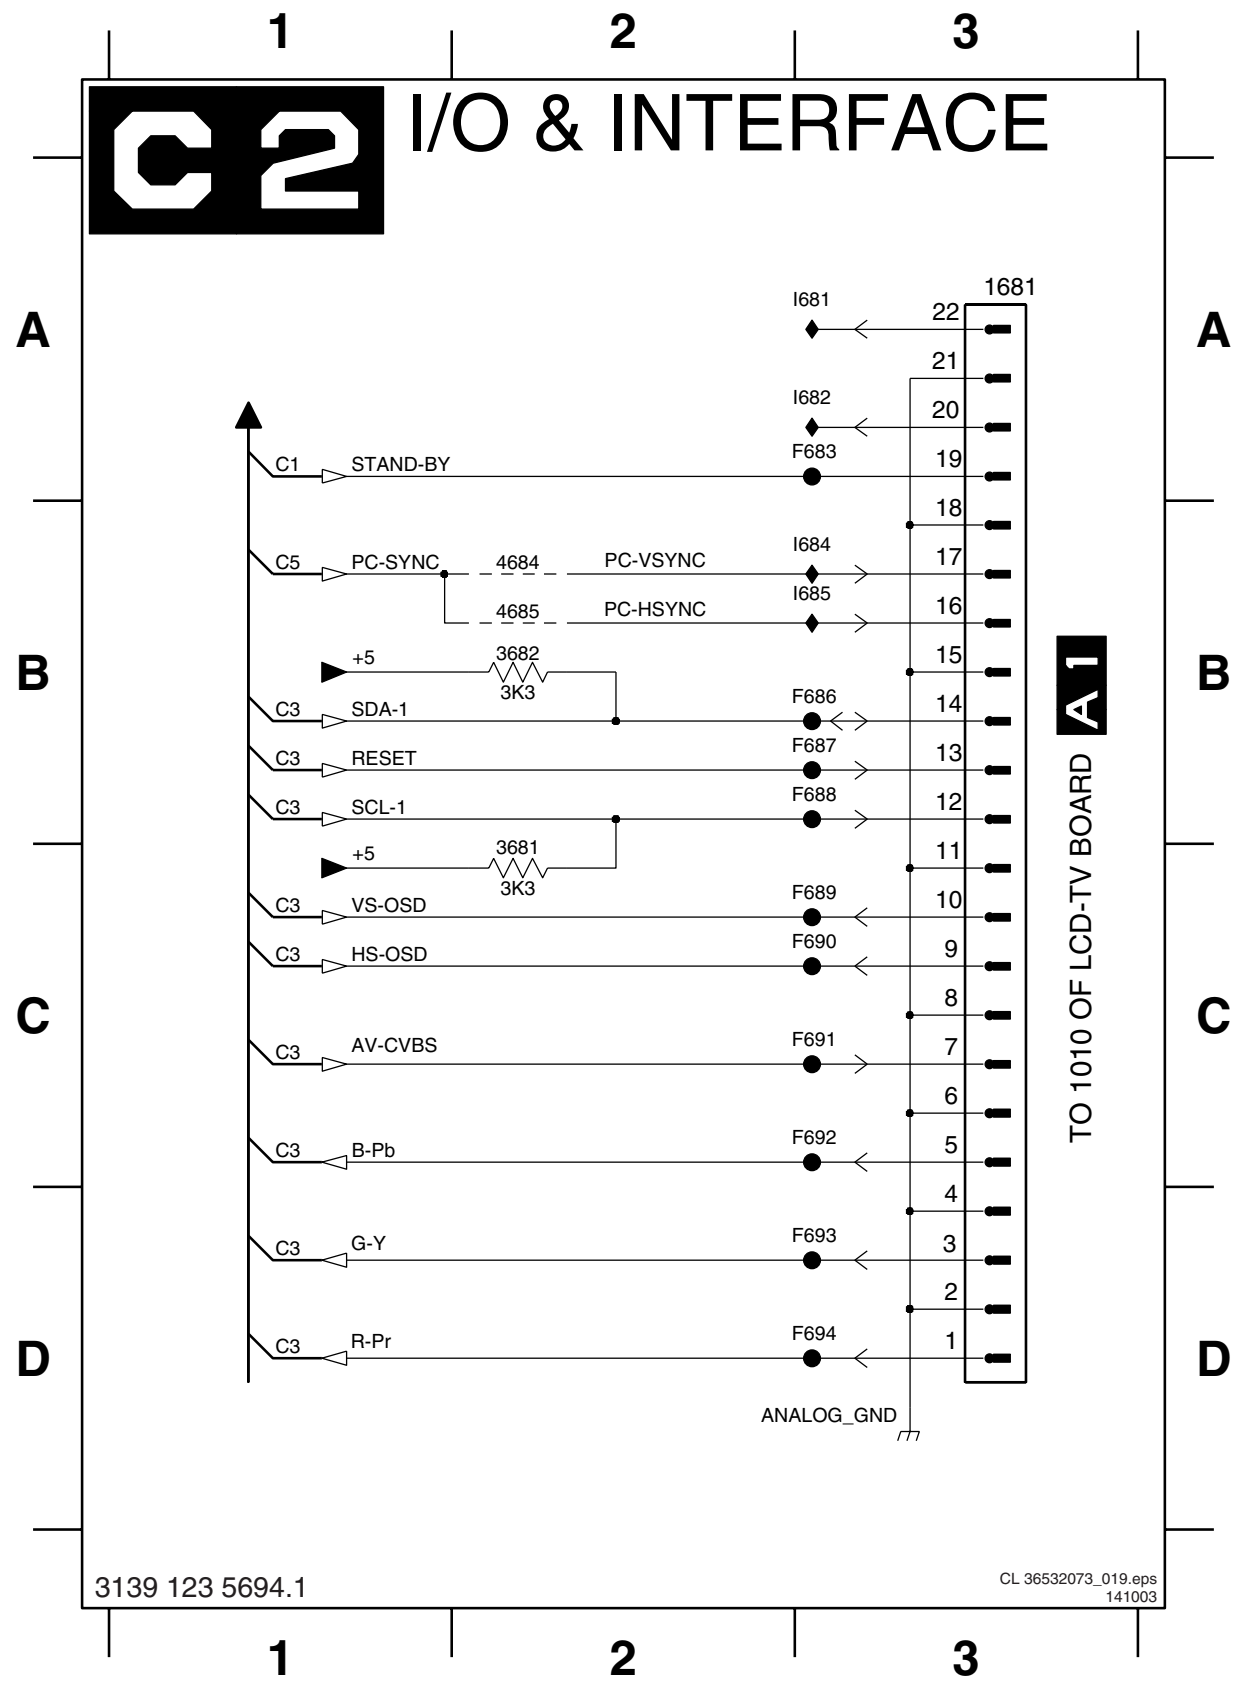 1 2 3
C 2 I/O & INTERFACE
1681
A I681 22 A
21
I682 20
F683
C1 STAND-BY 19
18
C5 PC-SYNC 4684 PC-VSYNC I684 17
4685 PC-HSYNC I685 16
B +5 3682 15 B
3K3
C3 SDA-1 F686 14
C3 RESET F687 13
C3 SCL-1 F688 12
+5 3681 11
3K3
C3 VS-OSD F689 10
C3 HS-OSD F690 9
C 8 C
C3 AV-CVBS F691 7
6
C3 B-Pb F692 5
4
C3 G-Y F693 3
2
D C3 R-Pr F694 1 D
ANALOG_GND
TO 1010 OF LCD-TV BOARD A 1
3139 123 5694.1
CL 36532073_019.eps
141003
1 2 3